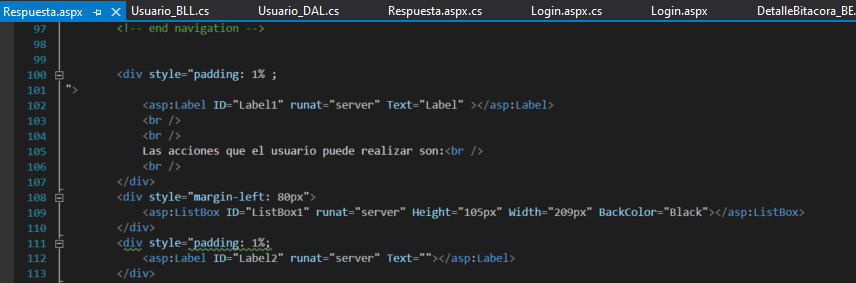 Respuesta.aspx Usuario_BLL.cs Usuario_DAL.cs Respuesta.aspx.cs Login.aspx.cs Login.aspx DetalleBitacora_BE.
97 <!-- end navigation -->
98
99
100 <div style="padding: 1% ;
101 ">
102 <asp:Label ID="Label1" runat="server" Text="Label" ></asp:Label>
103 <br />
104 <br />
105 Las acciones que el usuario puede realizar son:<br />
106 <br />
107 </div>
108 <div style="margin-left: 80px">
109 <asp:ListBox ID="ListBox1" runat="server" Height="105px" Width="209px" BackColor="Black"></asp:ListBox>
110 </div>
111 <div style="padding: 1%;
112 <asp:Label ID="Label2" runat="server" Text=""></asp:Label>
113 </div>